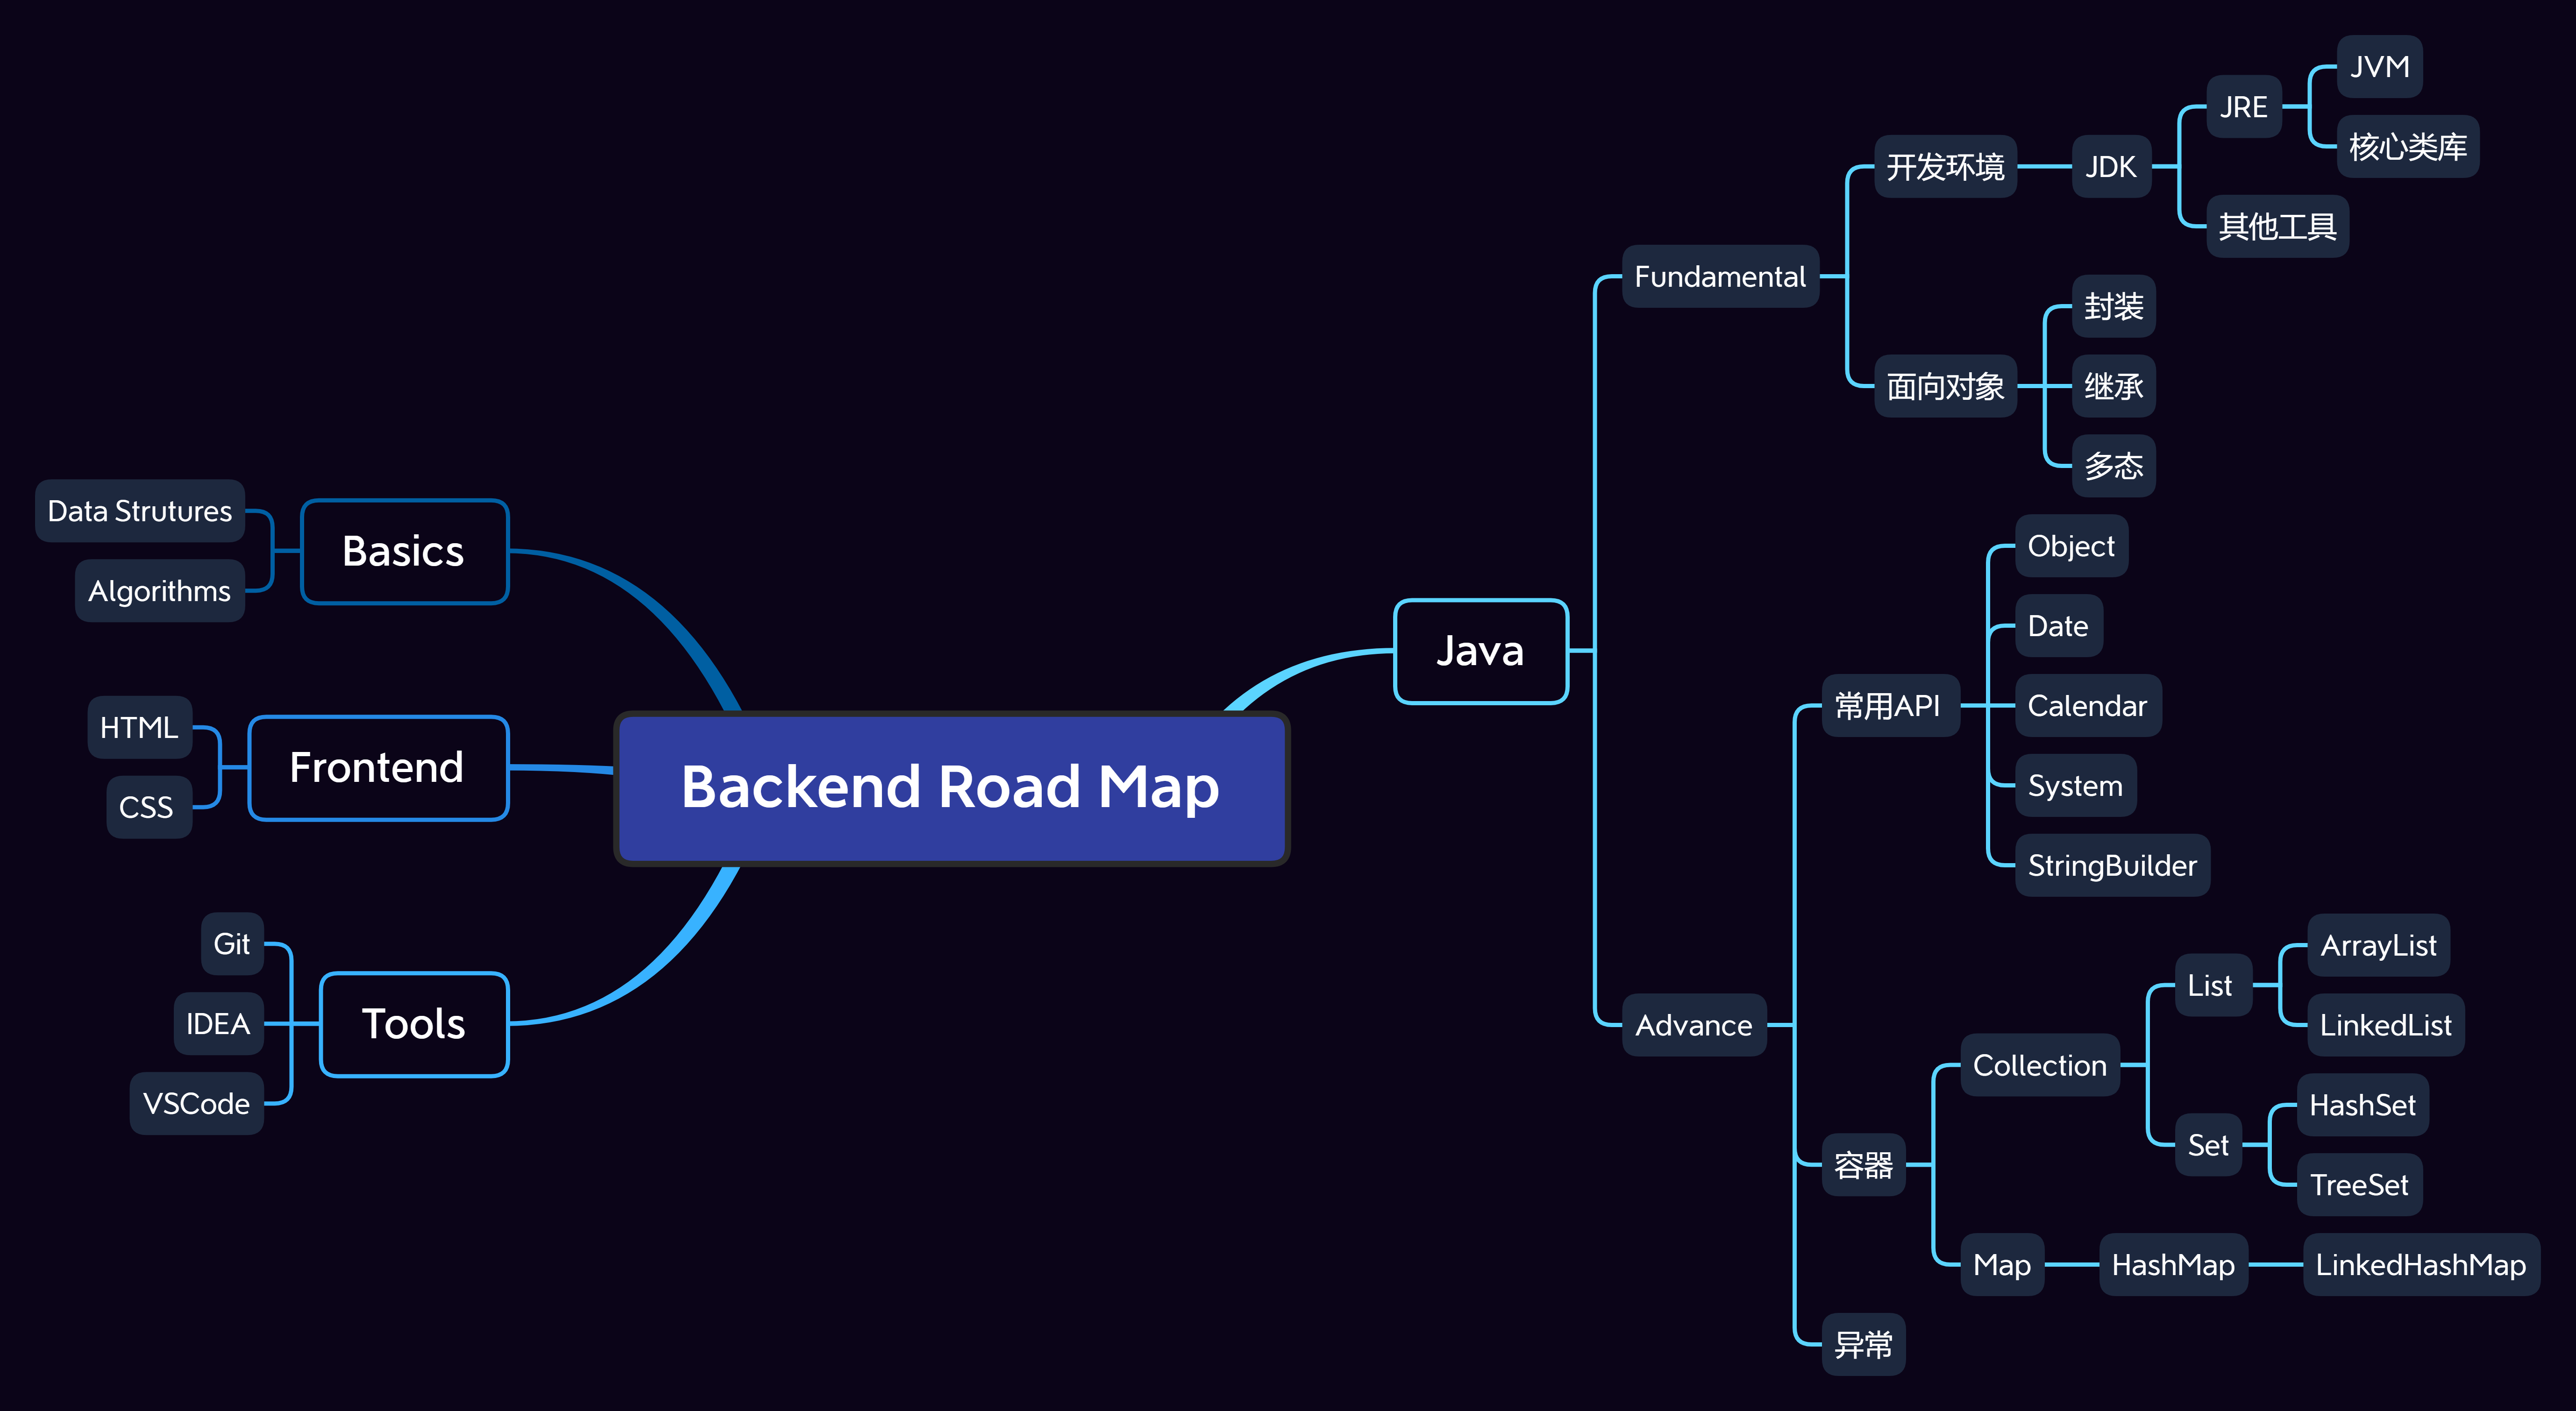 Backend Road Map
Java
Fundamental
开发环境
JDK
JRE
JVM
核心类库
其他工具
面向对象
封装
继承
多态
Advance
常用API
Object
Date
Calendar
System
StringBuilder
容器
Collection
List
ArrayList
LinkedList
Set
HashSet
TreeSet
Map
HashMap
LinkedHashMap
异常
Basics
Data Strutures
Algorithms
Frontend
HTML
CSS
Tools
Git
IDEA
VSCode